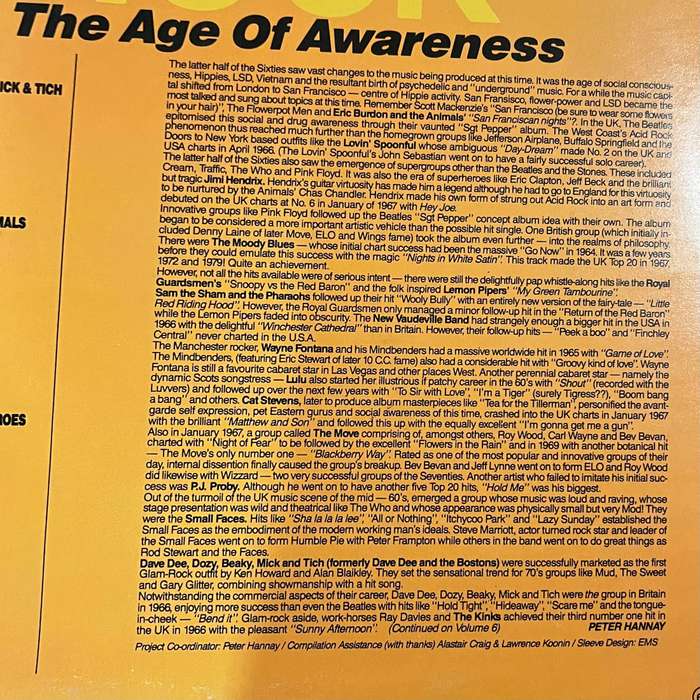 The Age Of Awareness
ICK & TICH
MALS
ROES
The latter half of the Sixties saw vast changes to the music being produced at this time. It was the age of social conscious-
ness, Hippies, LSD, Vietnam and the resultant birth of psychedelic and "underground" music. For a while the music capi-
tal shifted from London to San Francisco — centre of Hippie activity. San Fransisco, flower-power and LSD became the
most talked and sung about topics at this time. Remember Scott Mackenzie's "San Francisco (be sure to wear some flowers
in your hair)". The Flowerpot Men and Eric Burdon and the Animals' "San Franciscan nights"?. In the UK, The Beatles
epitomised this social and drug awareness through their vaunted "Sgt Pepper" album. The West Coast's Acid Rock
phenomenon thus reached much further than the homegrown groups like Jefferson Airplane, Buffalo Springfield and the
Doors to New York based outfits like the Lovin' Spoonful whose ambiguous "Day-Dream" made No. 2 on the UK and
USA charts in April 1966. (The Lovin' Spoonful's John Sebastian went on to have a fairly successful solo career).
The latter half of the Sixties also saw the emergence of supergroups other than the Beatles and the Stones. These included
Cream, Traffic, The Who and Pink Floyd. It was also the era of superheroes like Eric Clapton, Jeff Beck and the brilliant
but tragic Jimi Hendrix. Hendrix's guitar virtuosity has made him a legend although he had to go to England for this virtuosity
to be nurtured by the Animals' Chas Chandler. Hendrix made his own form of strung out Acid Rock into an art form and
debuted on the UK charts at No. 6 in January of 1967 with Hey Joe.
Innovative groups like Pink Floyd followed up the Beatles "Sgt Pepper" concept album idea with their own. The album
began to be considered a more important artistic vehicle than the possible hit single. One British group (which initially in-
cluded Denny Laine of later Move, ELO and Wings fame) took the album even further — into the realms of philosophy.
There were The Moody Blues — whose initial chart success had been the massive "Go Now" in 1964. It was a few years
before they could emulate this success with the magic "Nights in White Satin". This track made the UK Top 20 in 1967,
1972 and 1979! Quite an achievement.
However, not all the hits available were of serious intent — there were still the delightfully pap whistle-along hits like the Royal
Guardsmen's "Snoopy vs the Red Baron" and the folk inspired Lemon Pipers' "My Green Tambourine".
Sam the Sham and the Pharaohs followed up their hit "Wooly Bully" with an entirely new version of the fairy-tale — "Little
Red Riding Hood". However, the Royal Guardsmen only managed a minor follow-up hit in the "Return of the Red Baron"
while the Lemon Pipers faded into obscurity. The New Vaudeville Band had strangely enough a bigger hit in the USA in
1966 with the delightful "Winchester Cathedral" than in Britain. However, their follow-up hits — "Peek a boo" and "Finchley
Central" never charted in the U.S.A.
The Manchester rocker, Wayne Fontana and his Mindbenders had a massive worldwide hit in 1965 with "Game of Love".
The Mindbenders, (featuring Eric Stewart of later 10 C.C. fame) also had a considerable hit with "Groovy kind of love". Wayne
Fontana is still a favourite cabaret star in Las Vegas and other places West. Another perennial cabaret star — namely the
dynamic Scots songstress — Lulu also started her illustrious if patchy career in the 60's with "Shout" (recorded with the
Luvvers) and followed up over the next few years with "To Sir with Love", "I'm a Tiger" (surely Tigress??), "Boom bang
a bang" and others. Cat Stevens, later to produce album masterpieces like "Tea for the Tillerman", personified the avant-
garde self expression, pet Eastern gurus and social awareness of this time, crashed into the UK charts in January 1967
with the brilliant "Matthew and Son" and followed this up with the equally excellent "I'm gonna get me a gun".
Also in January 1967, a group called The Move comprising of, amongst others, Roy Wood, Carl Wayne and Bev Bevan,
charted with "Night of Fear" to be followed by the excellent "Flowers in the Rain" and in 1969 with another botanical hit
— The Move's only number one — "Blackberry Way". Rated as one of the most popular and innovative groups of their
day, internal dissention finally caused the group's breakup. Bev Bevan and Jeff Lynne went on to form ELO and Roy Wood
did likewise with Wizzard — two very successful groups of the Seventies. Another artist who failed to imitate his initial suc-
cess was P.J. Proby. Although he went on to have another five Top 20 hits, "Hold Me" was his biggest.
Out of the turmoil of the UK music scene of the mid — 60's, emerged a group whose music was loud and raving, whose
stage presentation was wild and theatrical like The Who and whose appearance was physically small but very Mod! They
were the Small Faces. Hits like "Sha la la la lee", "All or Nothing", "Itchycoo Park" and "Lazy Sunday" established the
Small Faces as the embodiment of the modern working man's ideals. Steve Marriott, actor turned rock star and leader of
the Small Faces went on to form Humble Pie with Peter Frampton while others in the band went on to do great things as
Rod Stewart and the Faces.
Dave Dee, Dozy, Beaky, Mick and Tich (formerly Dave Dee and the Bostons) were successfully marketed as the first
Glam-Rock outfit by Ken Howard and Alan Blaikley. They set the sensational trend for 70's groups like Mud, The Sweet
and Gary Glitter, combining showmanship with a hit song.
Notwithstanding the commercial aspects of their career, Dave Dee, Dozy, Beaky, Mick and Tich were the group in Britain
in 1966, enjoying more success than even the Beatles with hits like "Hold Tight", "Hideaway", "Scare me" and the tongue-
in-cheek — "Bend it". Glam-rock aside, work-horses Ray Davies and The Kinks achieved their third number one hit in
the UK in 1966 with the pleasant "Sunny Afternoon". (Continued on Volume 6) PETER HANNAY
Project Co-ordinator: Peter Hannay / Compilation Assistance (with thanks) Alastair Craig & Lawrence Koonin / Sleeve Design: EMS